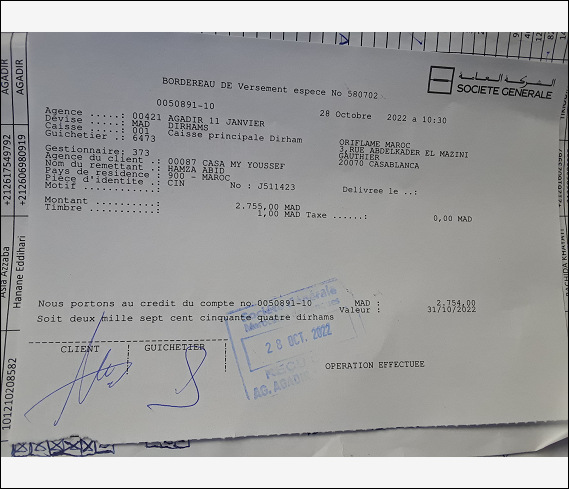 الشركة العامة
SOCIETE GENERALE
BORDEREAU DE Versement espece No 580702
0050891-10
28 Octobre 2022 a 10:30
Agence .....: 00421 AGADIR 11 JANVIER
Devise .....: MAD DIRHAMS
Caisse .....: 001 Caisse principale Dirham
Guichetier .: 6473
ORIFLAME MAROC
3,RUE ABDELKADER EL MAZINI
GAUTHIER
20070 CASABLANCA
Gestionnaire: 373
Agence du client .: 00087 CASA MY YOUSSEF
Nom du remettant .: HAMZA ABID
Pays de residence : 900 - MAROC
Pièce d'identite .: CIN No : J511423 Delivree le ..:
Motif ............:
Montant ..........: 2.755,00 MAD
Timbre ...........: 1,00 MAD Taxe ......: 0,00 MAD
Nous portons au credit du compte no 0050891-10 MAD : 2.754,00
Valeur : 31/10/2022
Soit deux mille sept cent cinquante quatre dirhams
CLIENT GUICHETIER
Société Générale
28 OCT. 2022
REÇU
AG. AGADIR
OPERATION EFFECTUEE
AGADIR
AGADIR
+212617549792
+212606980919
Asia Azzaba
Hanane Eddihari
101210208582